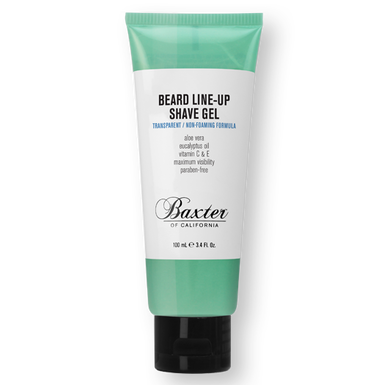 BEARD LINE-UP
SHAVE GEL
TRANSPARENT / NON-FOAMING FORMULA
aloe vera
eucalyptus oil
vitamin C & E
maximum visibility
paraben-free
Baxter
OF CALIFORNIA
100 mL e 3.4 Fl. Oz.